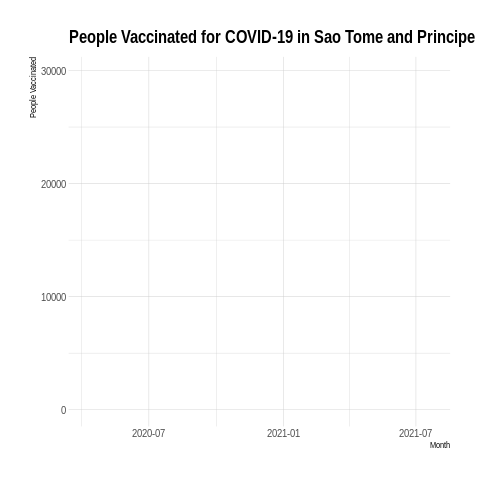 People Vaccinated for COVID-19 in Sao Tome and Principe
People Vaccinated
30000
20000
10000
0
2020-07 2021-01 2021-07
Month